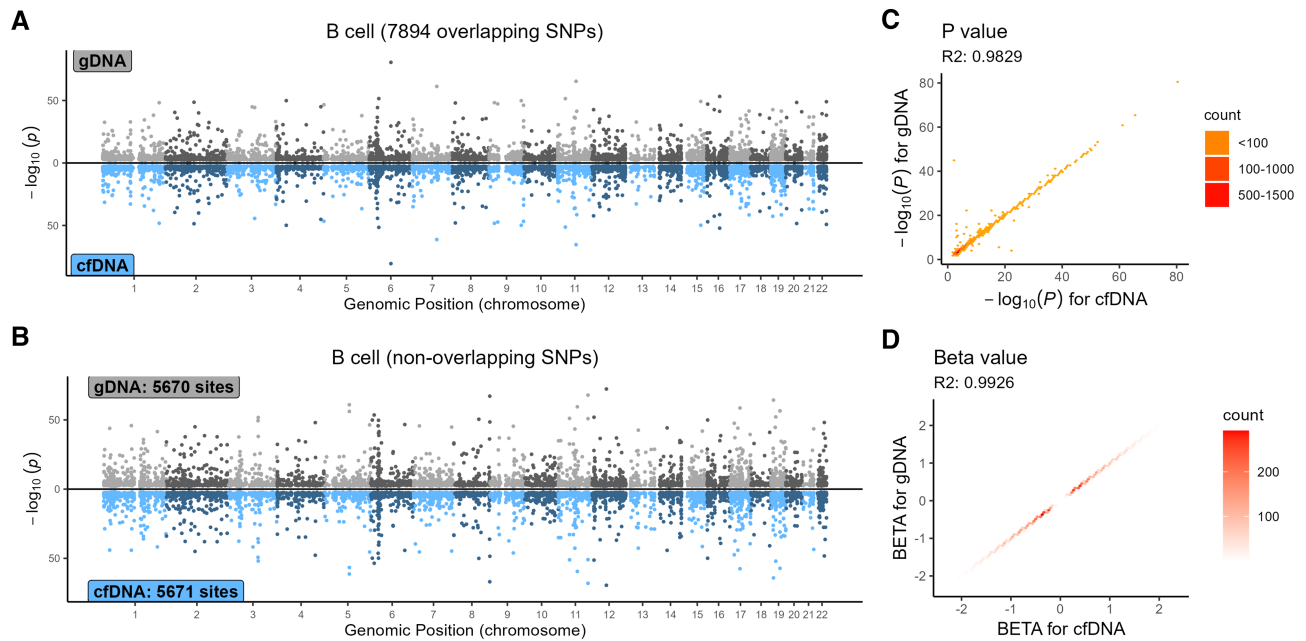 A
B cell (7894 overlapping SNPs)
gDNA
50
0
50
− log10 (p)
cfDNA
1 2 3 4 5 6 7 8 9 10 11 12 13 14 15 16 17 18 19 20 21 22
Genomic Position (chromosome)
B
B cell (non-overlapping SNPs)
gDNA: 5670 sites
50
0
50
− log10 (p)
cfDNA: 5671 sites
1 2 3 4 5 6 7 8 9 10 11 12 13 14 15 16 17 18 19 20 21 22
Genomic Position (chromosome)
C
P value
R2: 0.9829
80
60
40
20
0
− log10(P) for gDNA
0 20 40 60 80
− log10(P) for cfDNA
count
<100
100-1000
500-1500
D
Beta value
R2: 0.9926
2
1
0
-1
-2
BETA for gDNA
-2 -1 0 1 2
BETA for cfDNA
count
200
100